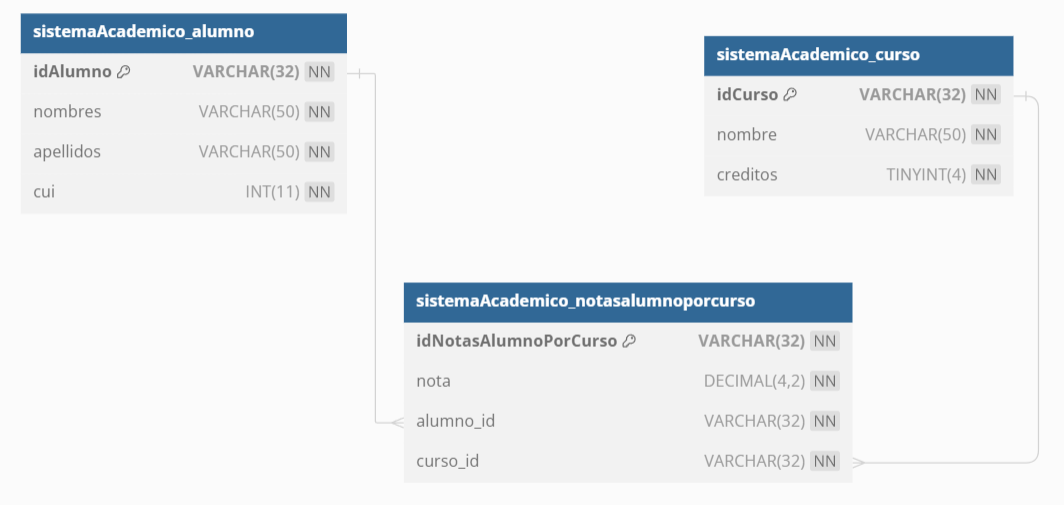 sistemaAcademico_alumno
idAlumno VARCHAR(32) NN
nombres VARCHAR(50) NN
apellidos VARCHAR(50) NN
cui INT(11) NN
sistemaAcademico_curso
idCurso VARCHAR(32) NN
nombre VARCHAR(50) NN
creditos TINYINT(4) NN
sistemaAcademico_notasalumnoporcurso
idNotasAlumnoPorCurso VARCHAR(32) NN
nota DECIMAL(4,2) NN
alumno_id VARCHAR(32) NN
curso_id VARCHAR(32) NN